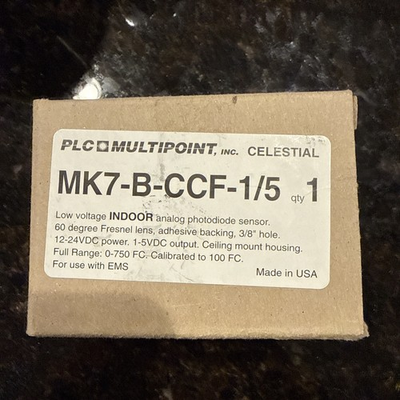 PLC MULTIPOINT, INC. CELESTIAL
MK7-B-CCF-1/5 qty 1
Low voltage INDOOR analog photodiode sensor.
60 degree Fresnel lens, adhesive backing, 3/8" hole.
12-24VDC power. 1-5VDC output. Ceiling mount housing.
Full Range: 0-750 FC. Calibrated to 100 FC.
For use with EMS Made in USA